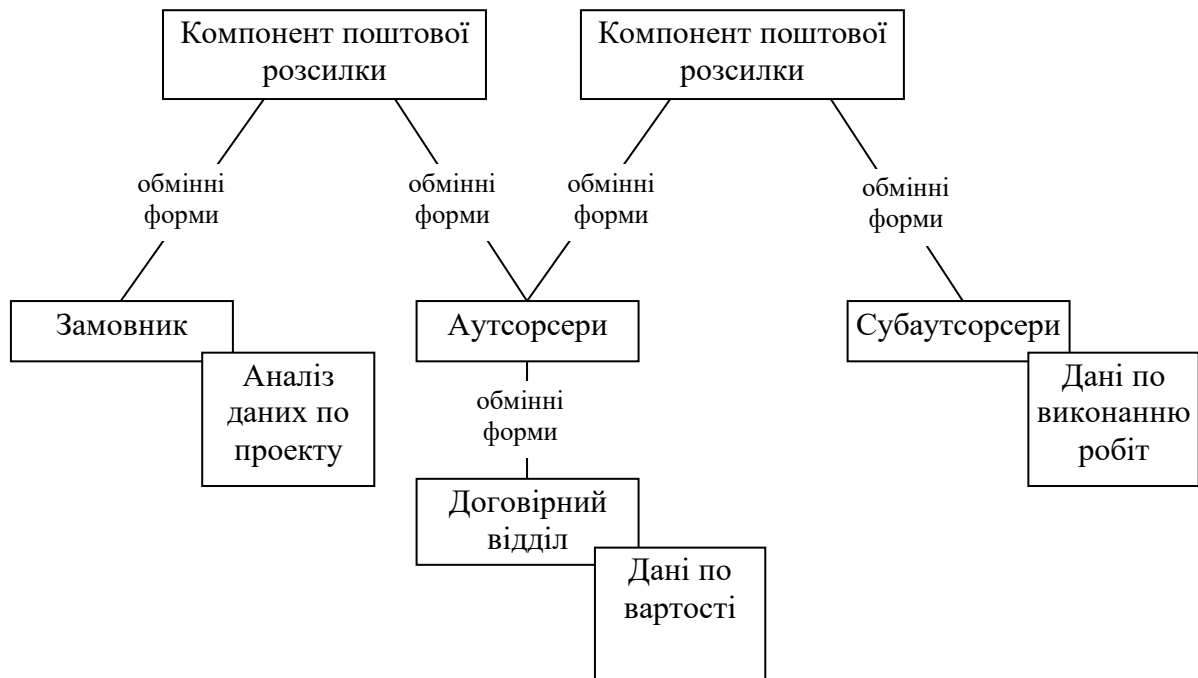 Компонент поштової
розсилки
Компонент поштової
розсилки
обмінні
форми
обмінні
форми
обмінні
форми
обмінні
форми
Замовник
Аутсорсери
Субаутсорсери
Аналіз
даних по
проекту
обмінні
форми
Дані по
виконанню
робіт
Договірний
відділ
Дані по
вартості